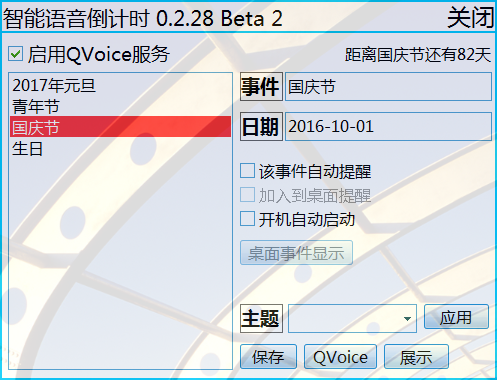 智能语音倒计时 0.2.28 Beta 2 关闭
启用QVoice服务 距离国庆节还有82天
2017年元旦
青年节
国庆节
生日
事件 国庆节
日期 2016-10-01
该事件自动提醒
加入到桌面提醒
开机自动启动
桌面事件显示
主题 应用
保存 QVoice 展示